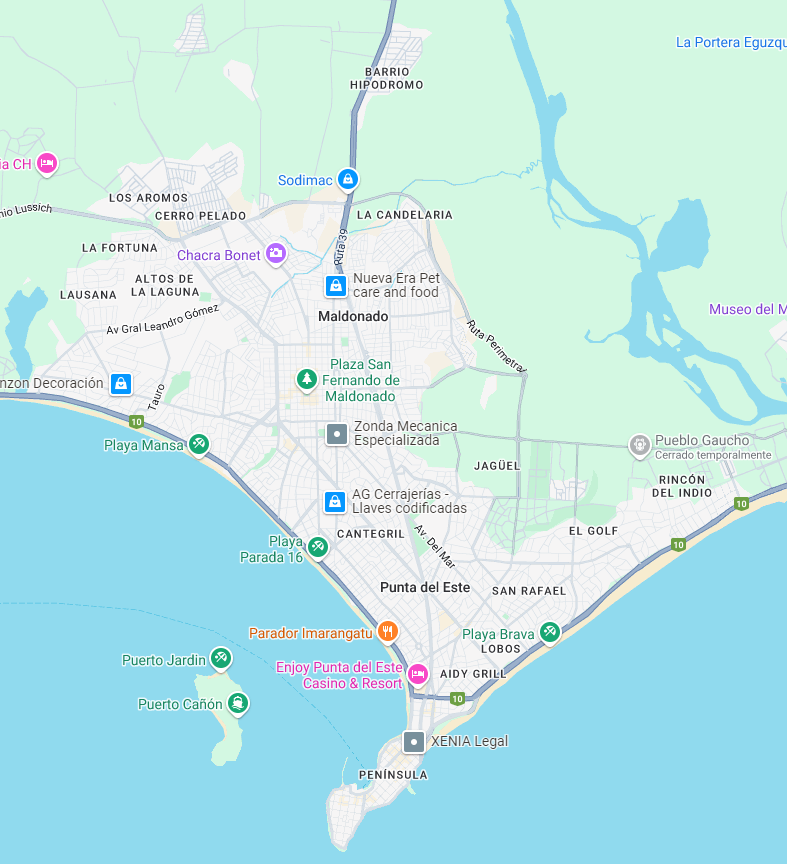 La Portera Eguzqu
BARRIO
HIPODROMO
ia CH
Sodimac
LOS AROMOS
nio Lussich
CERRO PELADO
LA CANDELARIA
Ruta 39
LA FORTUNA
Chacra Bonet
ALTOS DE
LA LAGUNA
Nueva Era Pet
care and food
LAUSANA
Av Gral Leandro Gómez
Maldonado
Museo del M
Ruta Perimetral
Plaza San
Fernando de
Maldonado
nzon Decoración
Tauro
10
Playa Mansa
Zonda Mecanica
Especializada
Pueblo Gaucho
Cerrado temporalmente
JAGÜEL
RINCÓN
DEL INDIO
10
AG Cerrajerías -
Llaves codificadas
CANTEGRIL
Av. Del Mar
EL GOLF
10
Playa
Parada 16
Punta del Este
SAN RAFAEL
Parador Imarangatu
Playa Brava
LOBOS
Puerto Jardin
Enjoy Punta del Este
Casino & Resort
AIDY GRILL
10
Puerto Cañón
XENIA Legal
PENÍNSULA